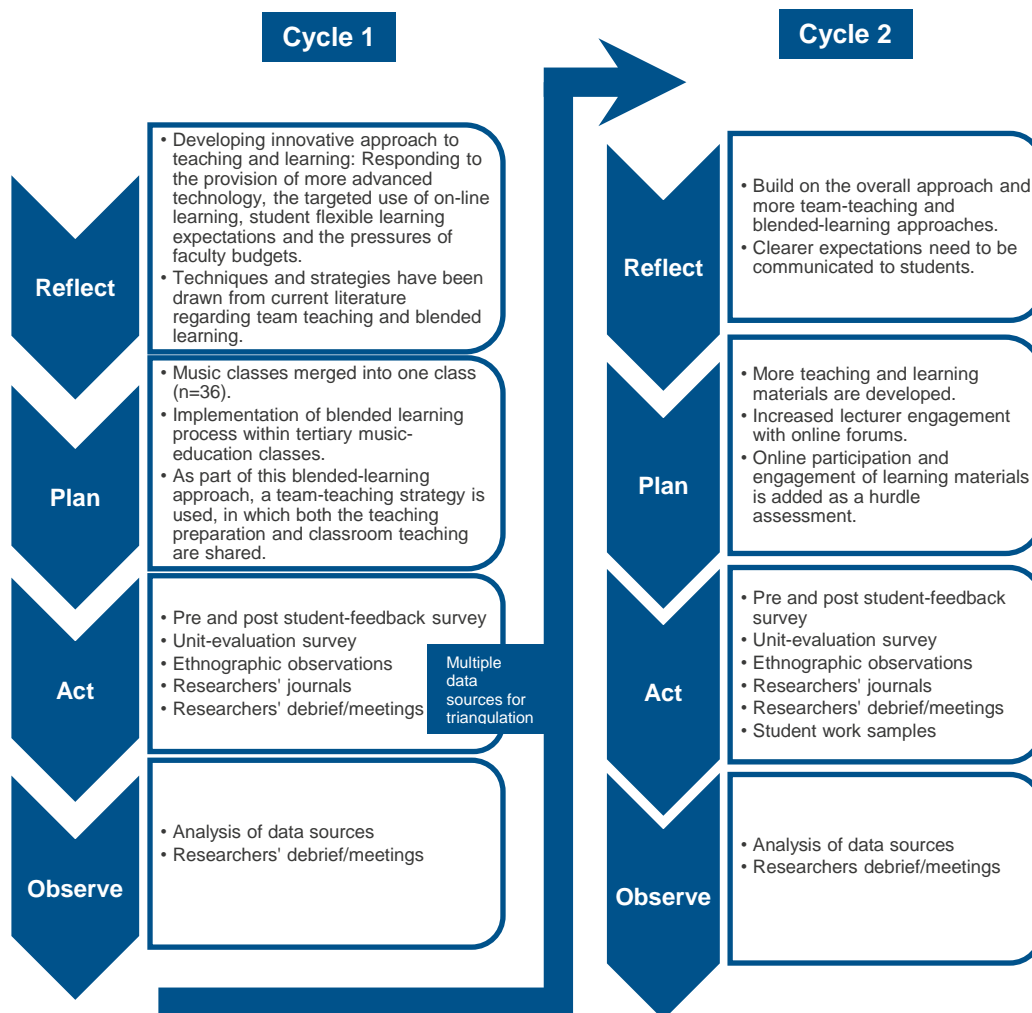 Cycle 1
Reflect
• Developing innovative approach to
teaching and learning: Responding to
the provision of more advanced
technology, the targeted use of on-line
learning, student flexible learning
expectations and the pressures of
faculty budgets.
• Techniques and strategies have been
drawn from current literature
regarding team teaching and blended
learning.
Plan
• Music classes merged into one class
(n=36).
• Implementation of blended learning
process within tertiary music-
education classes.
• As part of this blended-learning
approach, a team-teaching strategy is
used, in which both the teaching
preparation and classroom teaching
are shared.
Act
• Pre and post student-feedback survey
• Unit-evaluation survey
• Ethnographic observations
• Researchers' journals
• Researchers' debrief/meetings
Multiple
data
sources for
triangulation
Observe
• Analysis of data sources
• Researchers' debrief/meetings
Cycle 2
Reflect
• Build on the overall approach and
more team-teaching and
blended-learning approaches.
• Clearer expectations need to be
communicated to students.
Plan
• More teaching and learning
materials are developed.
• Increased lecturer engagement
with online forums.
• Online participation and
engagement of learning materials
is added as a hurdle
assessment.
Act
• Pre and post student-feedback
survey
• Unit-evaluation survey
• Ethnographic observations
• Researchers' journals
• Researchers' debrief/meetings
• Student work samples
Observe
• Analysis of data sources
• Researchers debrief/meetings